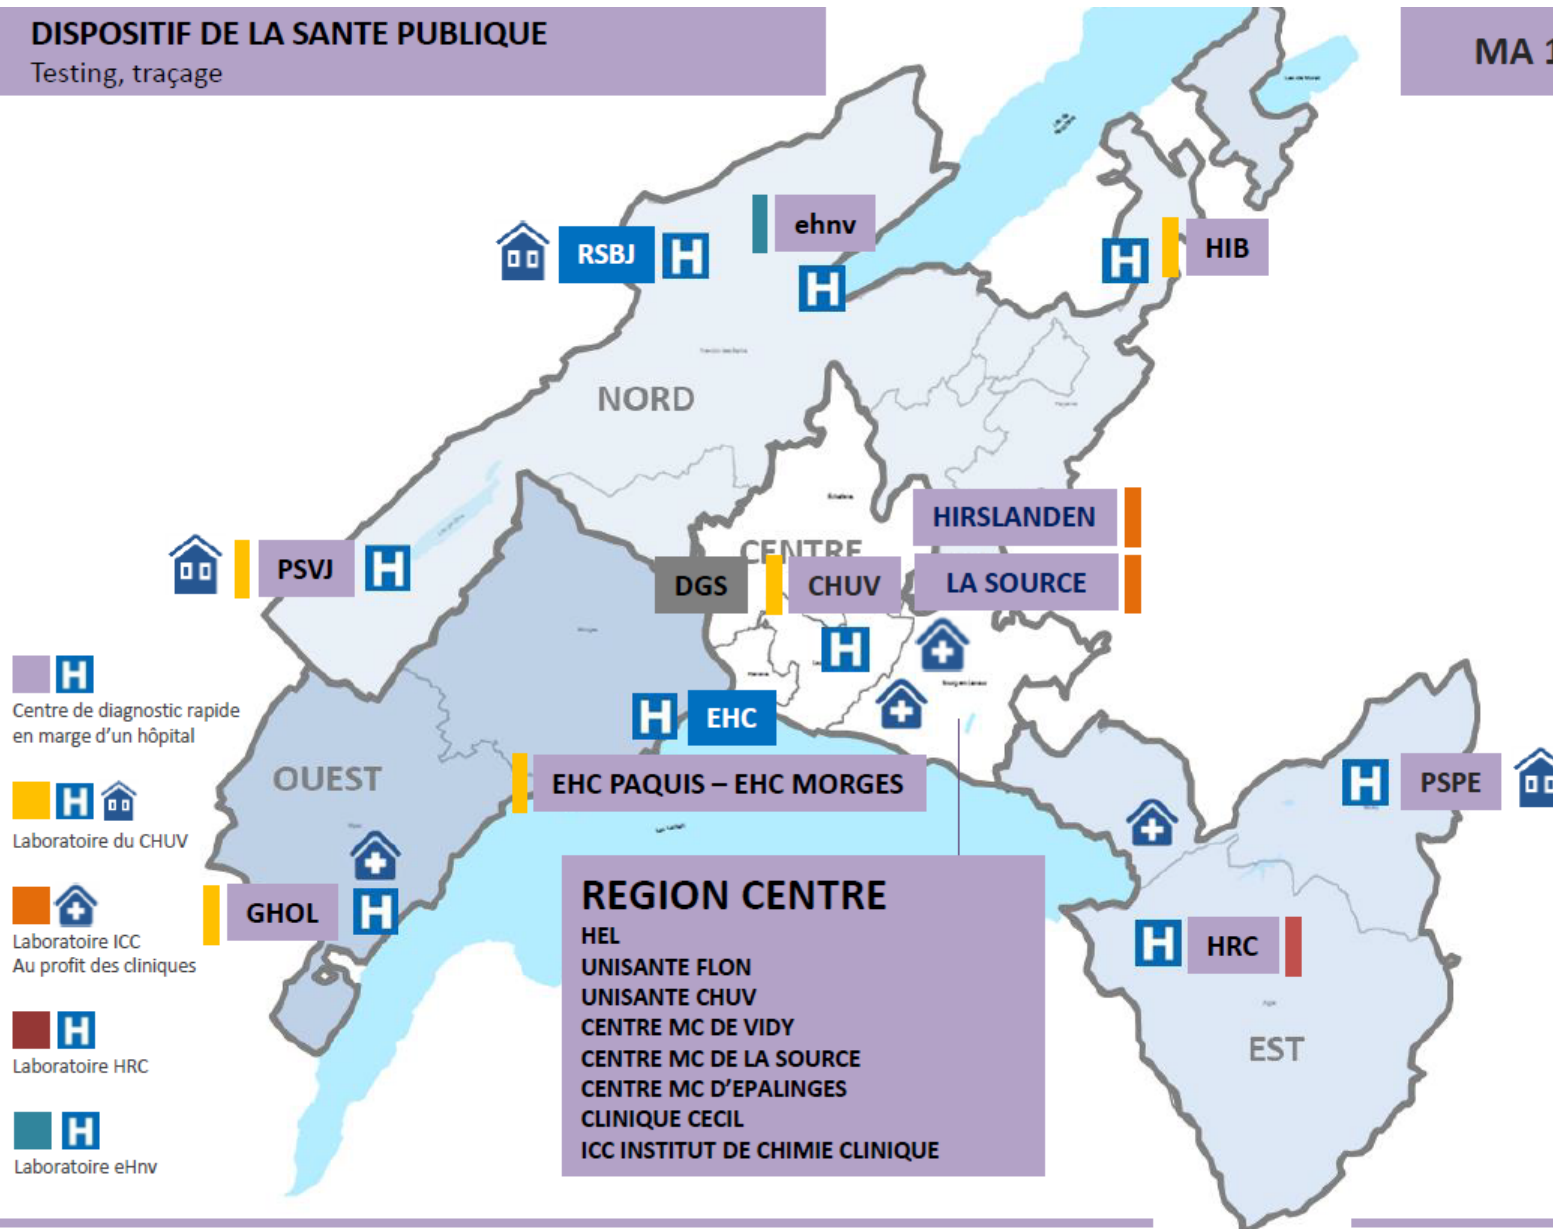 DISPOSITIF DE LA SANTE PUBLIQUE
Testing, traçage
MA 1
ehnv
RSBJ
HIB
NORD
HIRSLANDEN
CENTRE
PSVJ
DGS
CHUV
LA SOURCE
H
Centre de diagnostic rapide
en marge d'un hôpital
EHC
OUEST
EHC PAQUIS – EHC MORGES
PSPE
Laboratoire du CHUV
GHOL
Laboratoire ICC
Au profit des cliniques
REGION CENTRE
HEL
UNISANTE FLON
UNISANTE CHUV
CENTRE MC DE VIDY
CENTRE MC DE LA SOURCE
CENTRE MC D'EPALINGES
CLINIQUE CECIL
ICC INSTITUT DE CHIMIE CLINIQUE
HRC
EST
Laboratoire HRC
Laboratoire eHnv